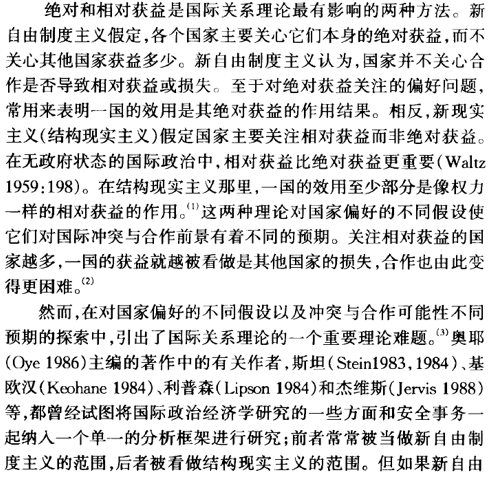 绝对和相对获益是国际关系理论最有影响的两种方法。新
自由制度主义假定,各个国家主要关心它们本身的绝对获益,而不
关心其他国家获益多少。新自由制度主义认为,国家并不关心合
作是否导致相对获益或损失。至于对绝对获益关注的偏好问题,
常用来表明一国的效用是其绝对获益的作用结果。相反,新现实
主义(结构现实主义)假定国家主要关注相对获益而非绝对获益。
在无政府状态的国际政治中,相对获益比绝对获益更重要(Waltz
1959:198)。在结构现实主义那里,一国的效用至少部分是像权力
一样的相对获益的作用。(1)这两种理论对国家偏好的不同假设使
它们对国际冲突与合作前景有着不同的预期。关注相对获益的国
家越多,一国的获益就越被看做是其他国家的损失,合作也由此变
得更困难。(2)
然而,在对国家偏好的不同假设以及冲突与合作可能性不同
预期的探索中,引出了国际关系理论的一个重要理论难题。(3)奥耶
(Oye 1986)主编的著作中的有关作者,斯坦(Stein1983,1984)、基
欧汉(Keohane 1984)、利普森(Lipson 1984)和杰维斯(Jervis 1988)
等,都曾经试图将国际政治经济学研究的一些方面和安全事务一
起纳入一个单一的分析框架进行研究;前者常常被当做新自由制
度主义的范围,后者被看做结构现实主义的范围。但如果新自由